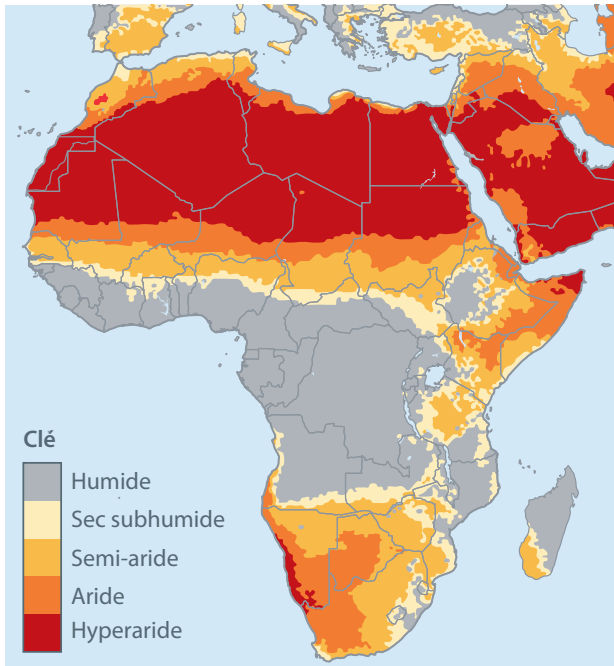 Clé
Humide
Sec subhumide
Semi-aride
Aride
Hyperaride